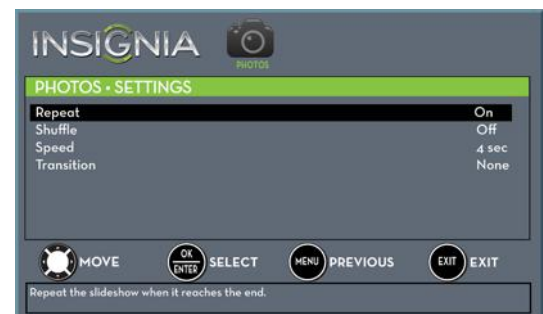 INSIGNIA
PHOTOS
PHOTOS • SETTINGS
Repeat On
Shuffle Off
Speed 4 sec
Transition None
MOVE OK ENTER SELECT MENU PREVIOUS EXIT EXIT
Repeat the slideshow when it reaches the end.